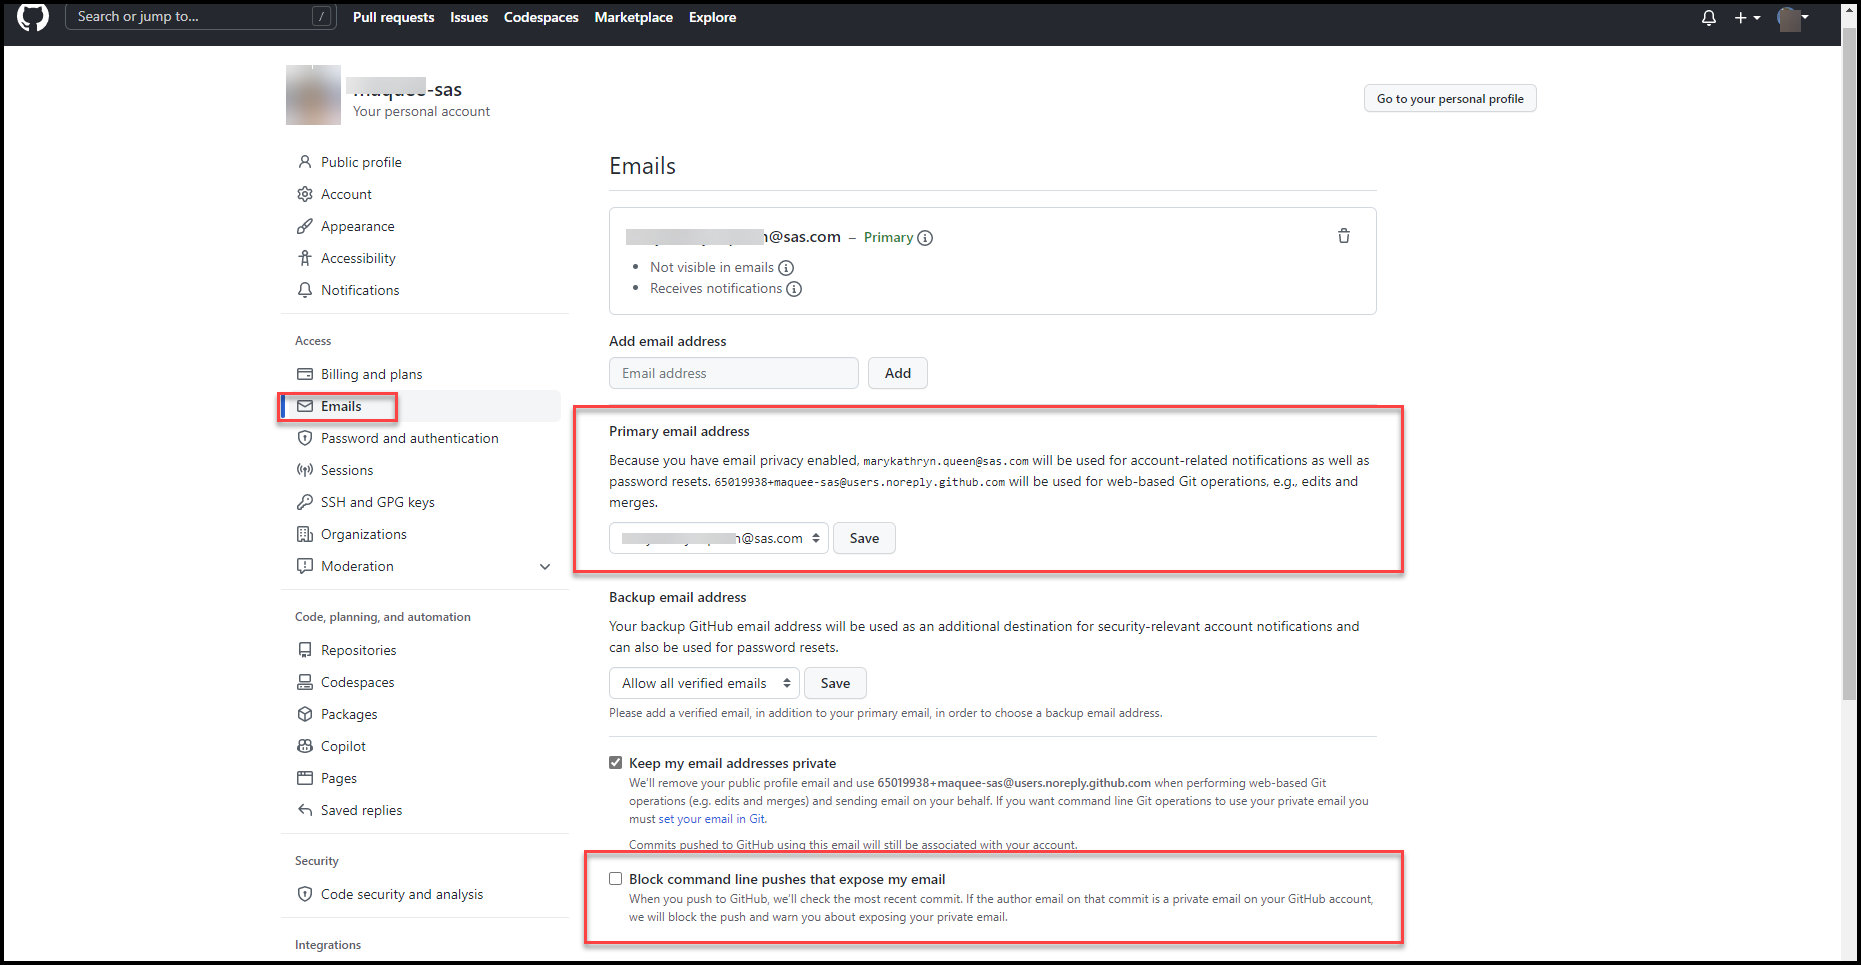 Search or jump to... /
Pull requests Issues Codespaces Marketplace Explore
-sas
Your personal account
Go to your personal profile
Public profile
Account
Appearance
Accessibility
Notifications
Access
Billing and plans
Emails
Password and authentication
Sessions
SSH and GPG keys
Organizations
Moderation
Code, planning, and automation
Repositories
Codespaces
Packages
Copilot
Pages
Saved replies
Security
Code security and analysis
Integrations
Emails
@sas.com – Primary
• Not visible in emails
• Receives notifications
Add email address
Email address Add
Primary email address
Because you have email privacy enabled, marykathryn.queen@sas.com will be used for account-related notifications as well as
password resets. 65019938+maquee-sas@users.noreply.github.com will be used for web-based Git operations, e.g., edits and
merges.
@sas.com Save
Backup email address
Your backup GitHub email address will be used as an additional destination for security-relevant account notifications and
can also be used for password resets.
Allow all verified emails Save
Please add a verified email, in addition to your primary email, in order to choose a backup email address.
Keep my email addresses private
We'll remove your public profile email and use 65019938+maquee-sas@users.noreply.github.com when performing web-based Git
operations (e.g. edits and merges) and sending email on your behalf. If you want command line Git operations to use your private email you
must set your email in Git.
Commits pushed to GitHub using this email will still be associated with your account.
Block command line pushes that expose my email
When you push to GitHub, we'll check the most recent commit. If the author email on that commit is a private email on your GitHub account,
we will block the push and warn you about exposing your private email.